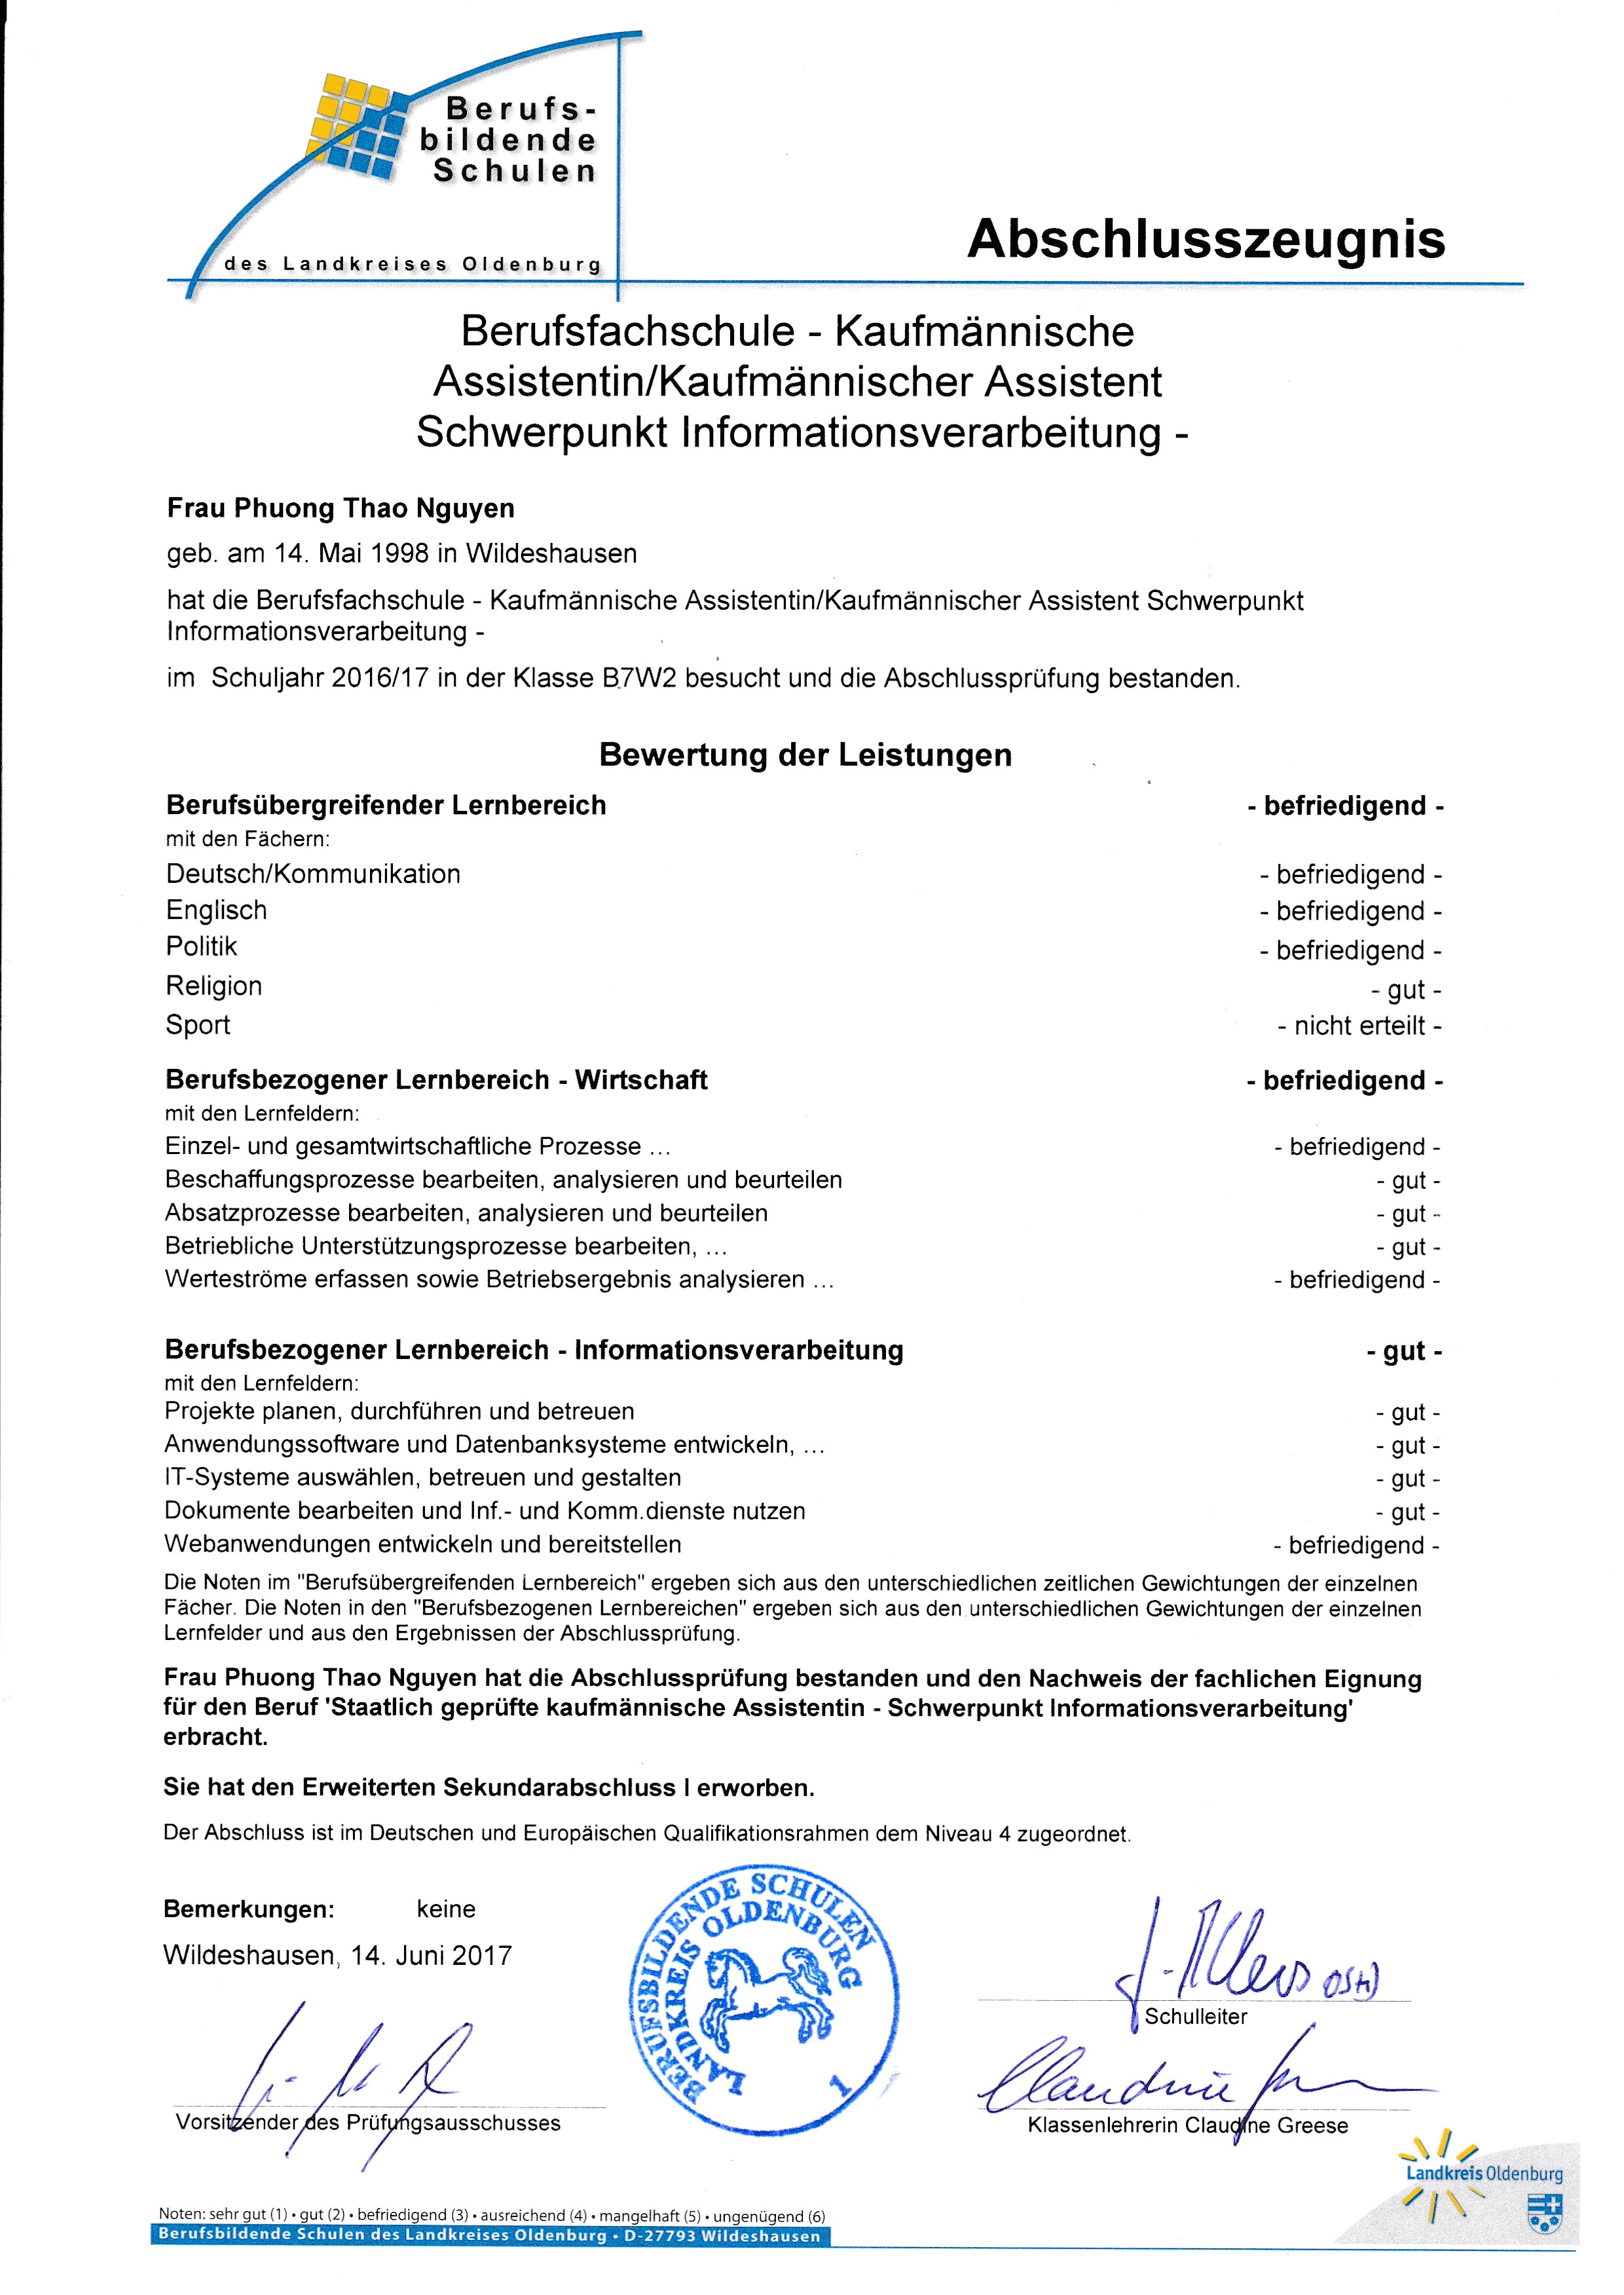 Berufs-
bildende
Schulen
des Landkreises Oldenburg
Abschlusszeugnis
Berufsfachschule - Kaufmännische
Assistentin/Kaufmännischer Assistent
Schwerpunkt Informationsverarbeitung -
Frau Phuong Thao Nguyen
geb. am 14. Mai 1998 in Wildeshausen
hat die Berufsfachschule - Kaufmännische Assistentin/Kaufmännischer Assistent Schwerpunkt
Informationsverarbeitung -
im Schuljahr 2016/17 in der Klasse B7W2 besucht und die Abschlussprüfung bestanden.
Bewertung der Leistungen
Berufsübergreifender Lernbereich - befriedigend -
mit den Fächern:
Deutsch/Kommunikation - befriedigend -
Englisch - befriedigend -
Politik - befriedigend -
Religion - gut -
Sport - nicht erteilt -
Berufsbezogener Lernbereich - Wirtschaft - befriedigend -
mit den Lernfeldern:
Einzel- und gesamtwirtschaftliche Prozesse ... - befriedigend -
Beschaffungsprozesse bearbeiten, analysieren und beurteilen - gut -
Absatzprozesse bearbeiten, analysieren und beurteilen - gut -
Betriebliche Unterstützungsprozesse bearbeiten, ... - gut -
Werteströme erfassen sowie Betriebsergebnis analysieren ... - befriedigend -
Berufsbezogener Lernbereich - Informationsverarbeitung - gut -
mit den Lernfeldern:
Projekte planen, durchführen und betreuen - gut -
Anwendungssoftware und Datenbanksysteme entwickeln, ... - gut -
IT-Systeme auswählen, betreuen und gestalten - gut -
Dokumente bearbeiten und Inf.- und Komm.dienste nutzen - gut -
Webanwendungen entwickeln und bereitstellen - befriedigend -
Die Noten im "Berufsübergreifenden Lernbereich" ergeben sich aus den unterschiedlichen zeitlichen Gewichtungen der einzelnen
Fächer. Die Noten in den "Berufsbezogenen Lernbereichen" ergeben sich aus den unterschiedlichen Gewichtungen der einzelnen
Lernfelder und aus den Ergebnissen der Abschlussprüfung.
Frau Phuong Thao Nguyen hat die Abschlussprüfung bestanden und den Nachweis der fachlichen Eignung
für den Beruf 'Staatlich geprüfte kaufmännische Assistentin - Schwerpunkt Informationsverarbeitung'
erbracht.
Sie hat den Erweiterten Sekundarabschluss I erworben.
Der Abschluss ist im Deutschen und Europäischen Qualifikationsrahmen dem Niveau 4 zugeordnet.
Bemerkungen: keine
Wildeshausen, 14. Juni 2017
BERUFSBILDENDE SCHULEN
LANDKREIS OLDENBURG
1
Schulleiter
Vorsitzender des Prüfungsausschusses
Claudine
Klassenlehrerin Claudine Greese
Landkreis Oldenburg
Noten: sehr gut (1) • gut (2) • befriedigend (3) • ausreichend (4) • mangelhaft (5) • ungenügend (6)
Berufsbildende Schulen des Landkreises Oldenburg • D-27793 Wildeshausen